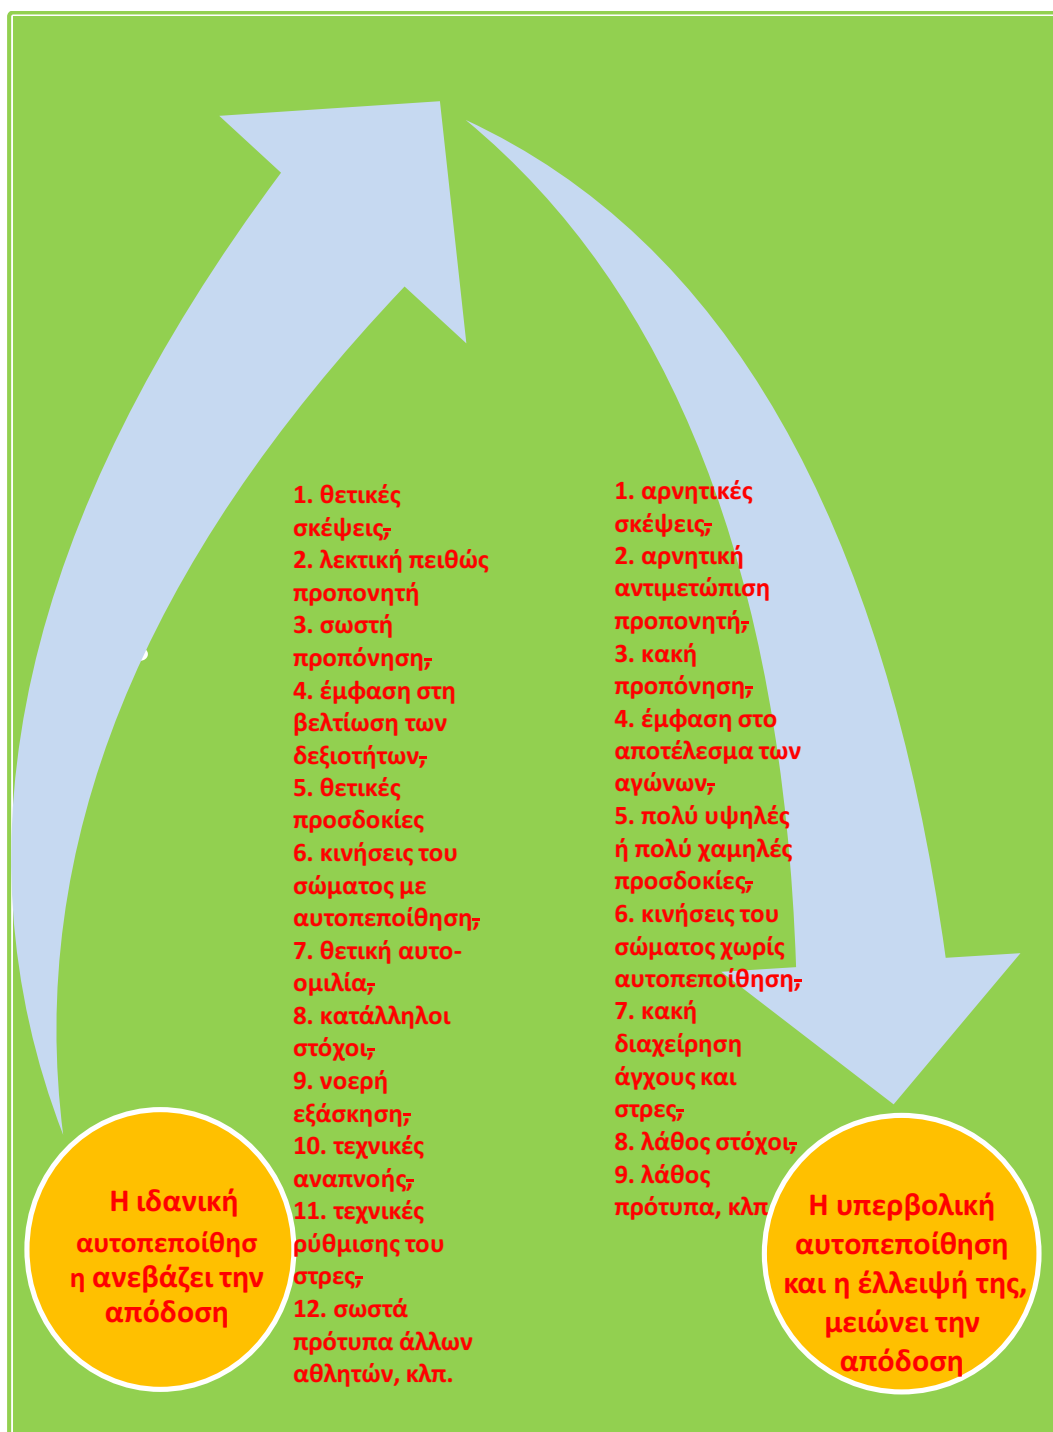 1. θετικές
σκέψεις,
2. λεκτική πειθώς
προπονητή
3. σωστή
προπόνηση,
4. έμφαση στη
βελτίωση των
δεξιοτήτων,
5. θετικές
προσδοκίες
6. κινήσεις του
σώματος με
αυτοπεποίθηση,
7. θετική αυτο-
ομιλία,
8. κατάλληλοι
στόχοι,
9. νοερή
εξάσκηση,
10. τεχνικές
αναπνοής,
11. τεχνικές
ρύθμισης του
στρες,
12. σωστά
πρότυπα άλλων
αθλητών, κλπ.
1. αρνητικές
σκέψεις,
2. αρνητική
αντιμετώπιση
προπονητή,
3. κακή
προπόνηση,
4. έμφαση στο
αποτέλεσμα των
αγώνων,
5. πολύ υψηλές
ή πολύ χαμηλές
προσδοκίες,
6. κινήσεις του
σώματος χωρίς
αυτοπεποίθηση,
7. κακή
διαχείρηση
άγχους και
στρες,
8. λάθος στόχοι,
9. λάθος
πρότυπα, κλπ
Η ιδανική
αυτοπεποίθησ
η ανεβάζει την
απόδοση
Η υπερβολική
αυτοπεποίθηση
και η έλλειψή της,
μειώνει την
απόδοση